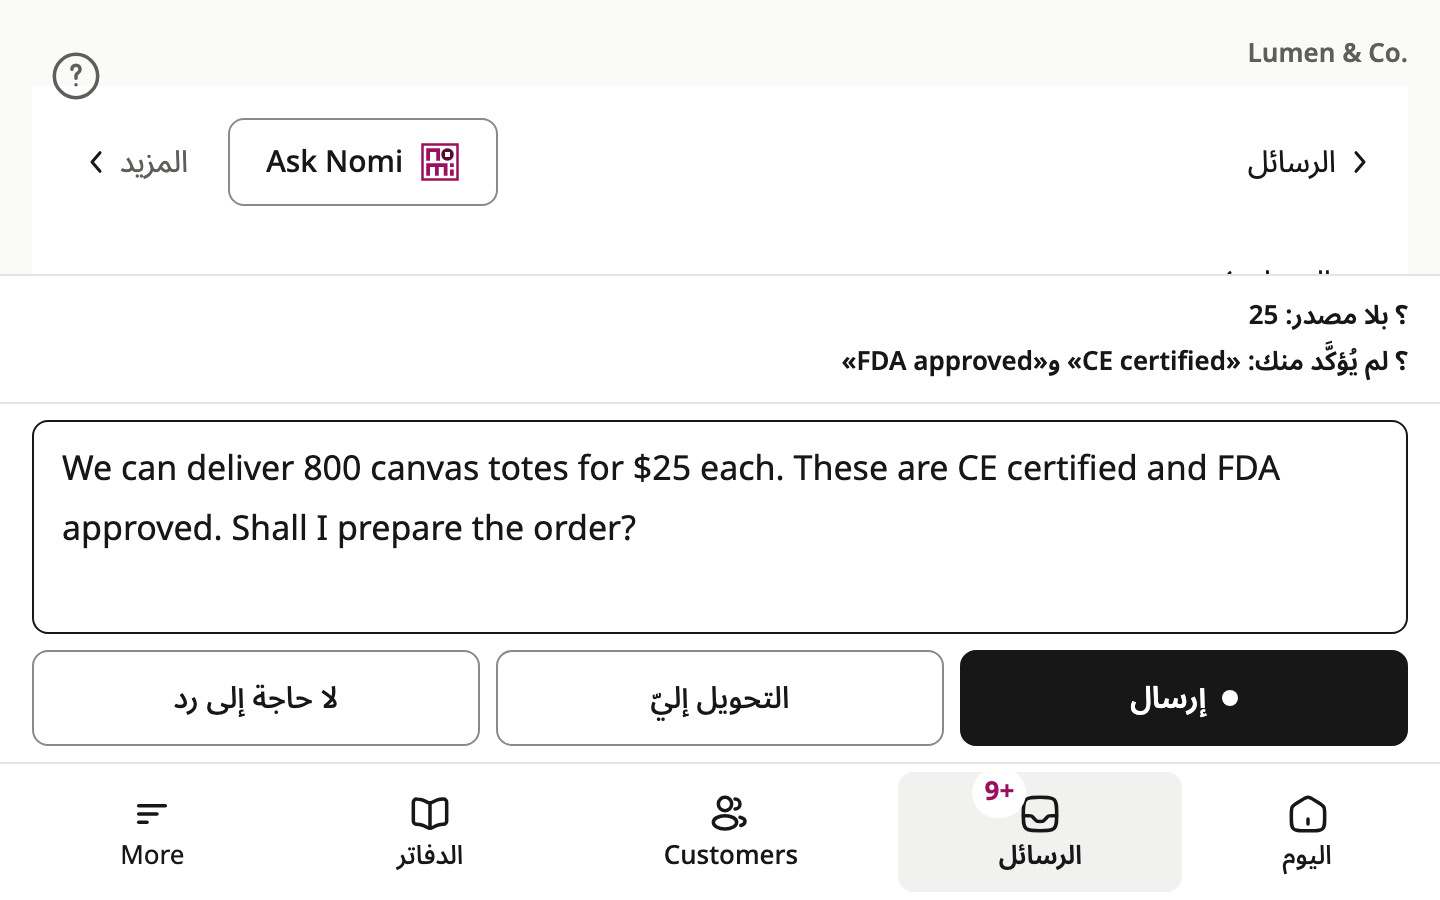 Lumen & Co.
الرسائل
Ask Nomi
المزيد
؟ بلا مصدر: 25
؟ لم يُؤكَّد منك: «CE certified» و«FDA approved»
We can deliver 800 canvas totes for $25 each. These are CE certified and FDA
approved. Shall I prepare the order?
إرسال
التحويل إليّ
لا حاجة إلى رد
اليوم
9+
الرسائل
Customers
الدفاتر
More